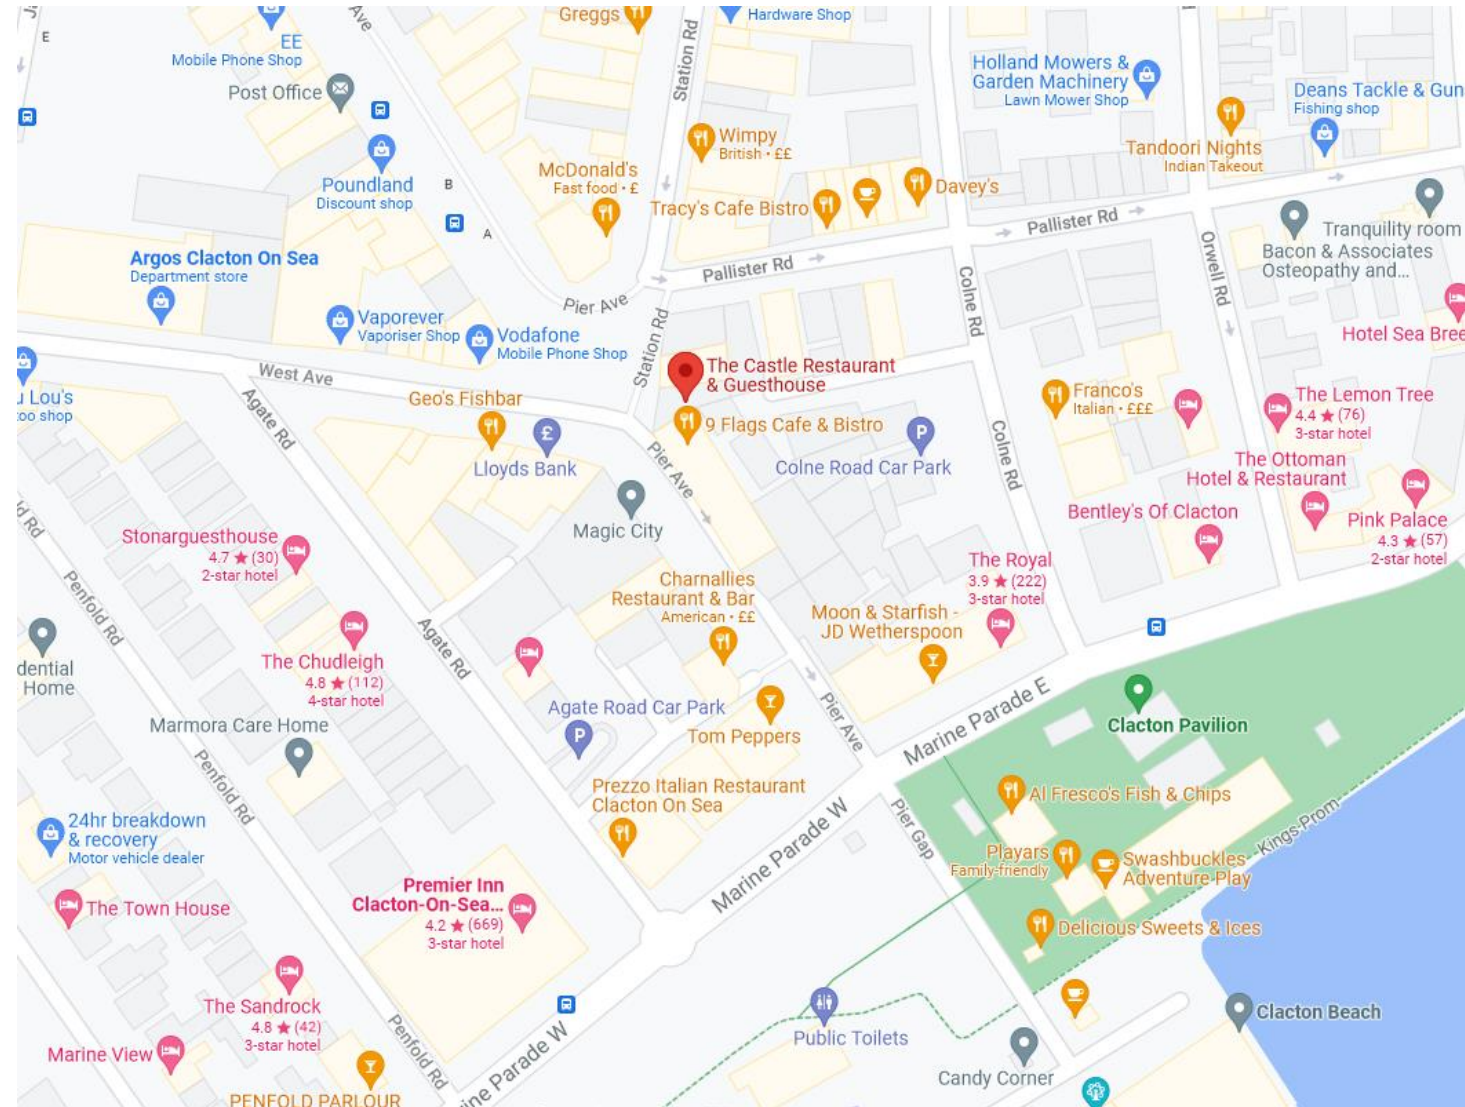 Greggs
Hardware Shop
E
EE
Mobile Phone Shop
Ave
Station Rd
Post Office
Holland Mowers &
Garden Machinery
Lawn Mower Shop
Deans Tackle & Gun
Fishing shop
Wimpy
British · ££
Tandoori Nights
Indian Takeout
Poundland
Discount shop
B
A
McDonald's
Fast food · £
Tracy's Cafe Bistro
Davey's
Pallister Rd
Tranquility room
Bacon & Associates
Osteopathy and...
Argos Clacton On Sea
Department store
Pallister Rd
Orwell Rd
Colne Rd
Pier Ave
Vaporever
Vaporiser Shop
Vodafone
Mobile Phone Shop
Station Rd
Hotel Sea Bree
The Castle Restaurant
& Guesthouse
West Ave
u Lou's
too shop
Agate Rd
Geo's Fishbar
Franco's
Italian · £££
The Lemon Tree
4.4 ★ (76)
3-star hotel
9 Flags Cafe & Bistro
Lloyds Bank
Pier Ave
Colne Road Car Park
Colne Rd
The Ottoman
Hotel & Restaurant
Magic City
Bentley's Of Clacton
Pink Palace
4.3 ★ (57)
2-star hotel
Stonarguesthouse
4.7 ★ (30)
2-star hotel
d Rd
Penfold Rd
Charnallies
Restaurant & Bar
American · ££
The Royal
3.9 ★ (222)
3-star hotel
Moon & Starfish -
JD Wetherspoon
Agate Rd
dential
Home
The Chudleigh
4.8 ★ (112)
4-star hotel
Marmora Care Home
Agate Road Car Park
Tom Peppers
Pier Ave
Marine Parade E
Clacton Pavilion
Penfold Rd
Prezzo Italian Restaurant
Clacton On Sea
Al Fresco's Fish & Chips
24hr breakdown
& recovery
Motor vehicle dealer
Marine Parade W
Pier Gap
Kings Prom
Playars
Family-friendly
Swashbuckles
Adventure Play
Premier Inn
Clacton-On-Sea...
4.2 ★ (669)
3-star hotel
The Town House
Delicious Sweets & Ices
The Sandrock
4.8 ★ (42)
3-star hotel
Clacton Beach
Public Toilets
Marine View
Penfold Rd
ine Parade W
Candy Corner
PENFOLD PARLOUR